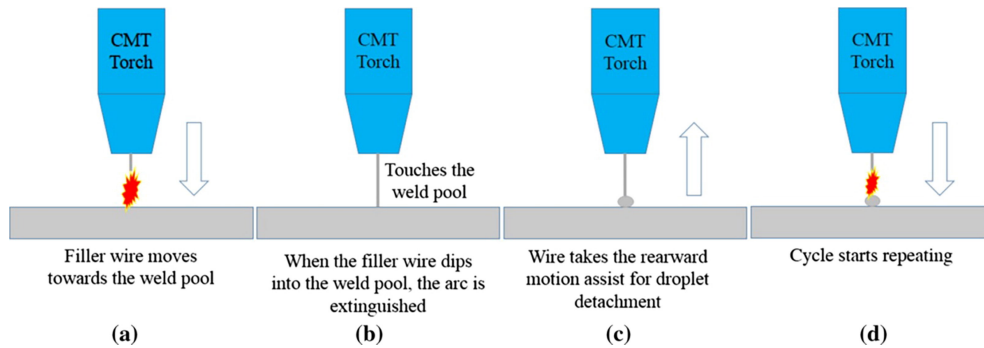 CMT
Torch
CMT
Torch
CMT
Torch
CMT
Torch
Touches the
weld pool
Filler wire moves
towards the weld pool
When the filler wire dips
into the weld pool, the arc is
extinguished
Wire takes the rearward
motion assist for droplet
detachment
Cycle starts repeating
(a)
(b)
(c)
(d)